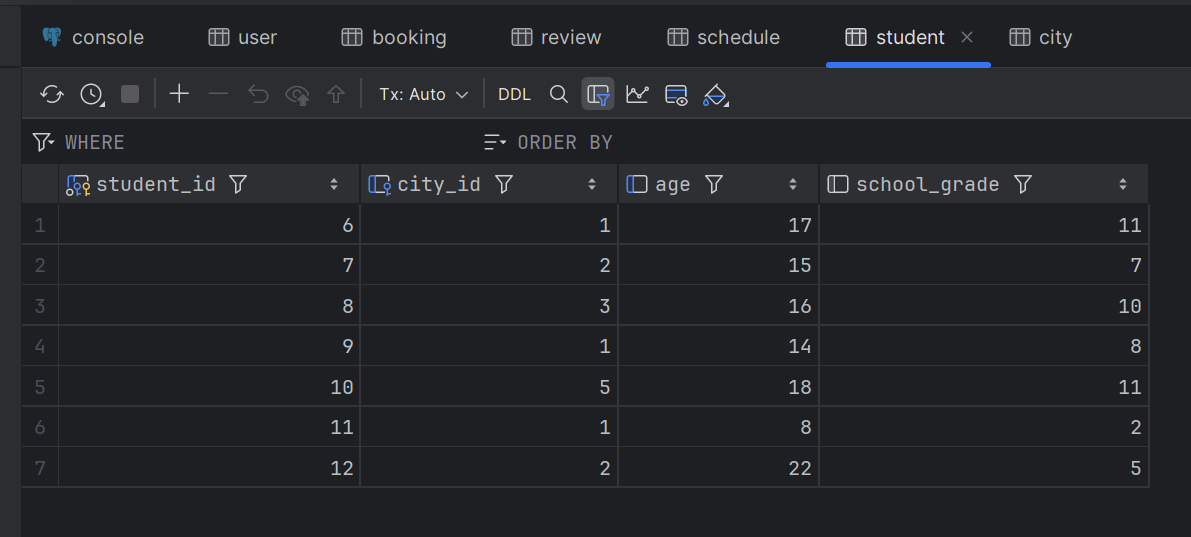 console user booking review schedule student city
Tx: Auto DDL
WHERE ORDER BY
student_id city_id age school_grade
1 6 1 17 11
2 7 2 15 7
3 8 3 16 10
4 9 1 14 8
5 10 5 18 11
6 11 1 8 2
7 12 2 22 5